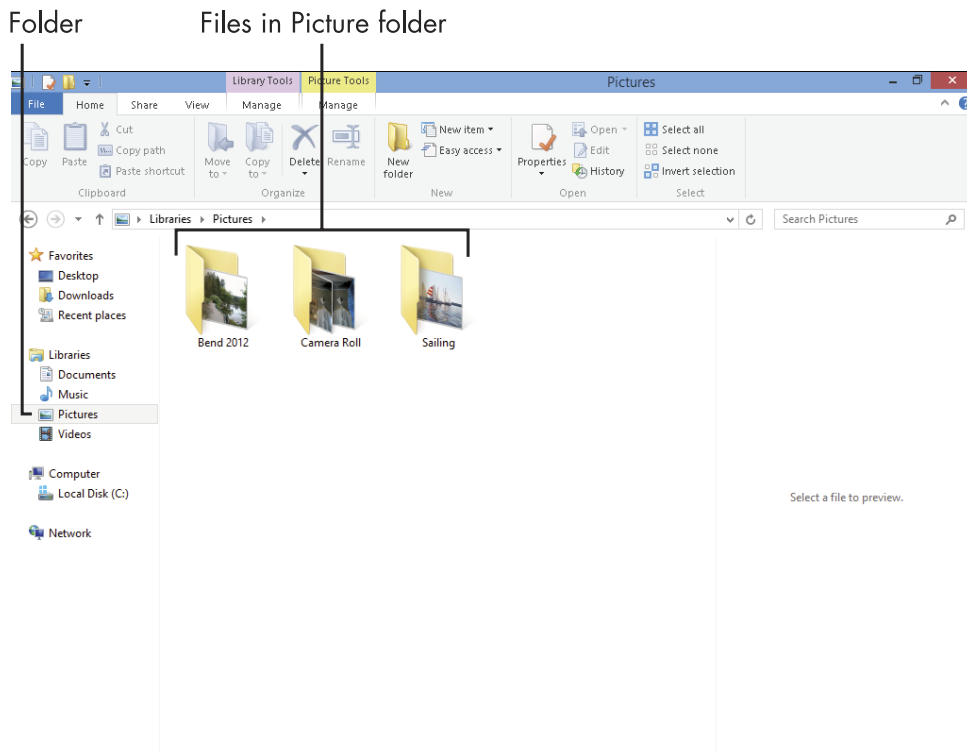 Folder Files in Picture folder
Library Tools Picture Tools Pictures
File Home Share View Manage Manage
Copy Paste Cut Copy path Paste shortcut Move to Copy to Delete Rename New folder New item Easy access Properties Open Edit History Select all Select none Invert selection
Clipboard Organize New Open Select
Libraries Pictures Search Pictures
Favorites
Desktop
Downloads
Recent places
Bend 2012 Camera Roll Sailing
Libraries
Documents
Music
Pictures
Videos
Computer
Local Disk (C:)
Select a file to preview.
Network